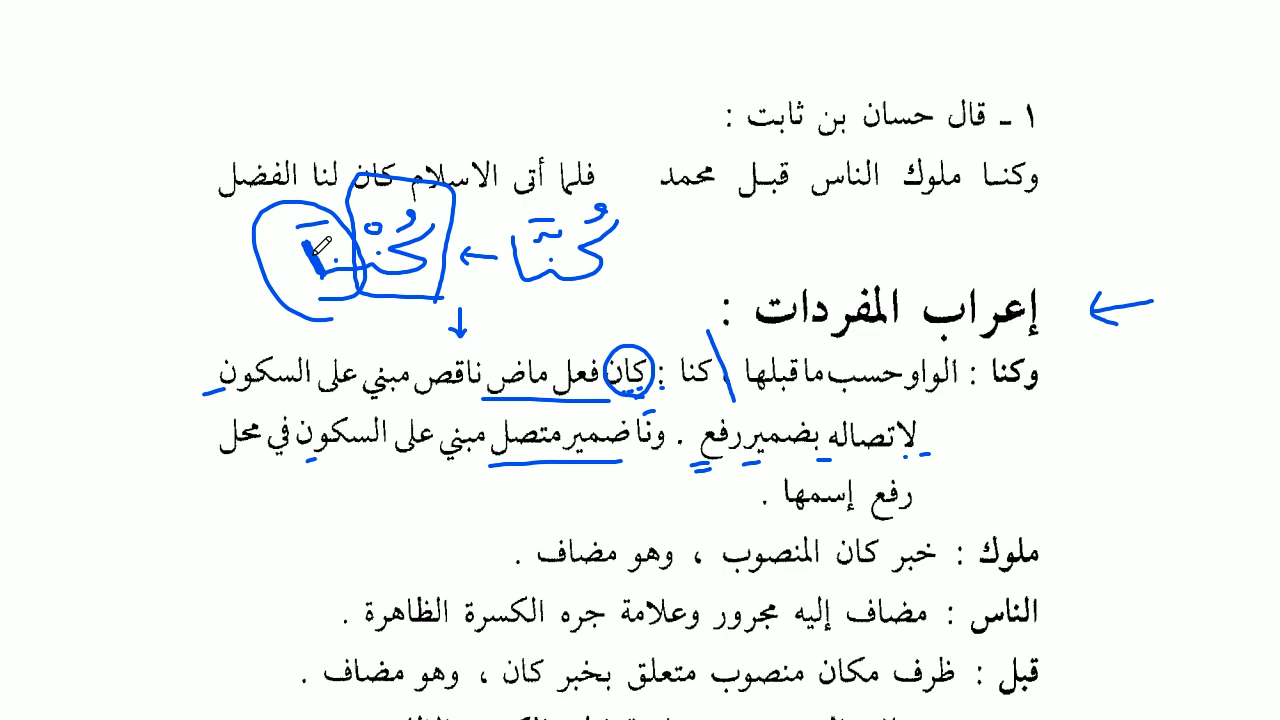 ١ ـ قال حسان بن ثابت :
وكنا ملوك الناس قبل محمد فلما أتى الاسلام كان لنا الفضل
كُنَّا ← كُنْنَا
إعراب المفردات :
وكنا : الواو حسب ما قبلها ، كنا : كان فعل ماض ناقص مبني على السكون
لاتصاله بضمير رفع . ونا ضمير متصل مبني على السكون في محل
رفع إسمها .
ملوك : خبر كان المنصوب ، وهو مضاف .
الناس : مضاف إليه مجرور وعلامة جره الكسرة الظاهرة .
قبل : ظرف مكان منصوب متعلق بخبر كان ، وهو مضاف .